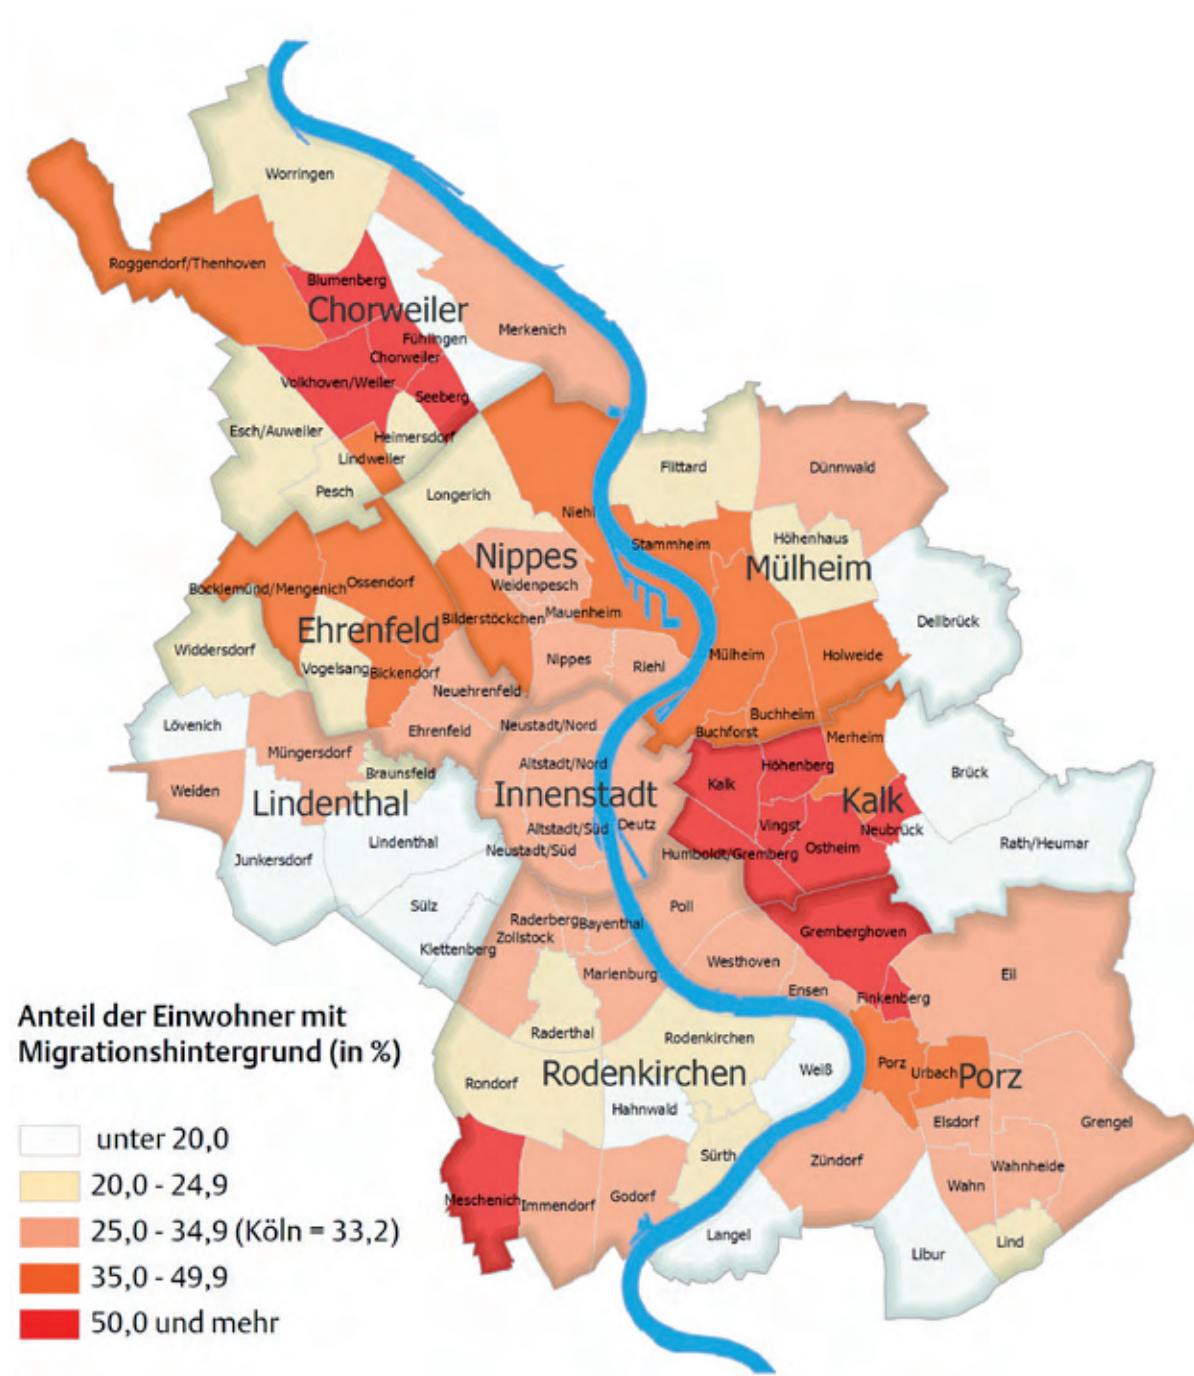 Worringen
Roggendorf/Thenhoven
Blumenberg
Chorweiler
Merkenich
Fühlingen
Chorweiler
Volkhoven/Weiler
Seeberg
Esch/Auweiler
Heimersdorf
Lindweiler
Pesch
Longerich
Flittard
Dünnwald
Niehl
Stammheim
Höhenhaus
Nippes
Mülheim
Weidenpesch
Bocklemünd/Mengenich
Ossendorf
Mauenheim
Bilderstöckchen
Dellbrück
Ehrenfeld
Widdersdorf
Vogelsang
Bickendorf
Nippes
Riehl
Mülheim
Holweide
Neuehrenfeld
Lövenich
Ehrenfeld
Neustadt/Nord
Buchheim
Buchforst
Merheim
Müngersdorf
Altstadt/Nord
Höhenberg
Braunsfeld
Brück
Weiden
Kalk
Lindenthal
Innenstadt
Kalk
Altstadt/Süd
Deutz
Vingst
Neubrück
Lindenthal
Neustadt/Süd
Humboldt/Gremberg
Ostheim
Rath/Heumar
Junkersdorf
Sülz
Poll
Raderberg
Bayenthal
Zollstock
Klettenberg
Gremberghoven
Marienburg
Westhoven
Eil
Ensen
Finkenberg
Raderthal
Rodenkirchen
Rondorf
Rodenkirchen
Weiß
Porz
Urbach
Porz
Hahnwald
Elsdorf
Grengel
Sürth
Zündorf
Wahnheide
Wahn
Meschenich
Immendorf
Godorf
Langel
Libur
Lind
Anteil der Einwohner mit
Migrationshintergrund (in %)
unter 20,0
20,0 - 24,9
25,0 - 34,9 (Köln = 33,2)
35,0 - 49,9
50,0 und mehr